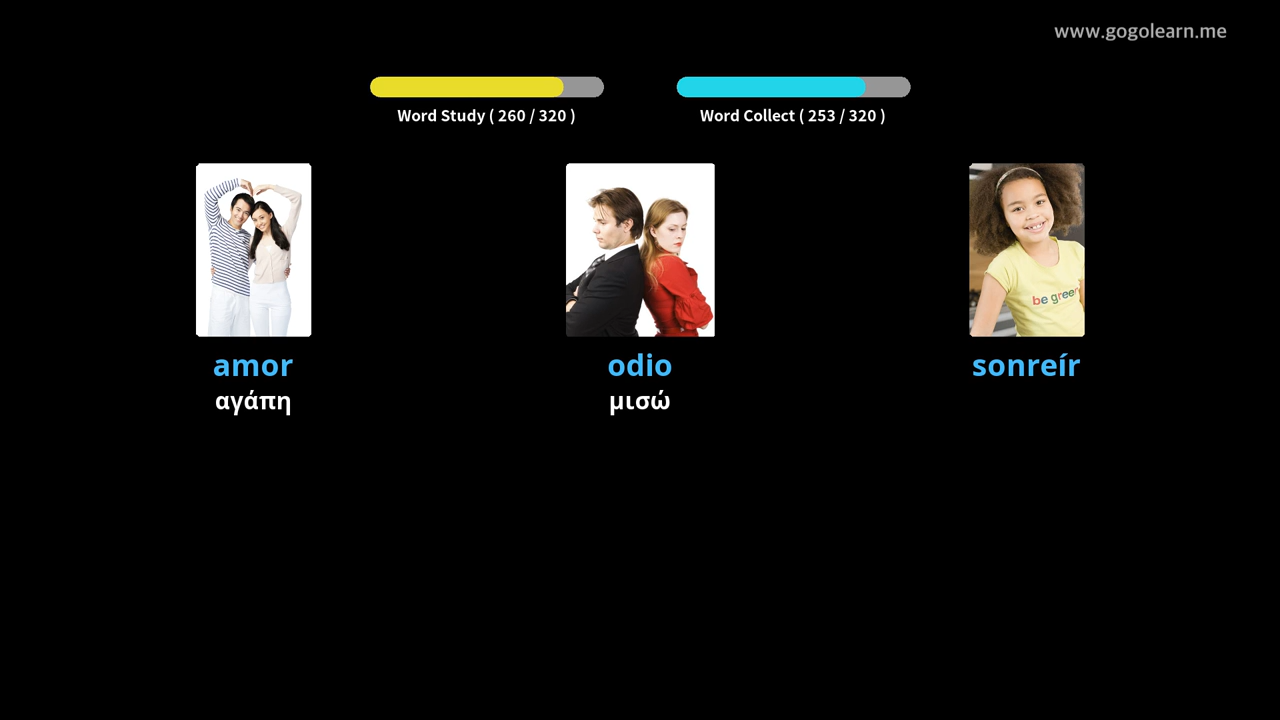 www.gogolearn.me
Word Study ( 260 / 320 )
Word Collect ( 253 / 320 )
be green
amor
odio
sonreír
αγάπη
μισώ